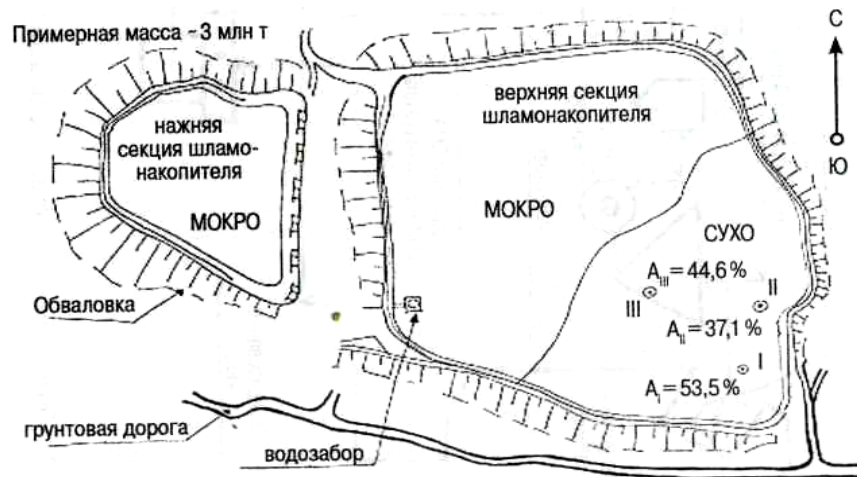 Примерная масса ~3 млн т
С
Ю
верхняя секция
шламонакопителя
нажняя
секция шламо-
накопителя
МОКРО
МОКРО
СУХО
A_III = 44,6 %
III
II
A_II = 37,1 %
I
A_I = 53,5 %
Обваловка
грунтовая дорога
водозабор